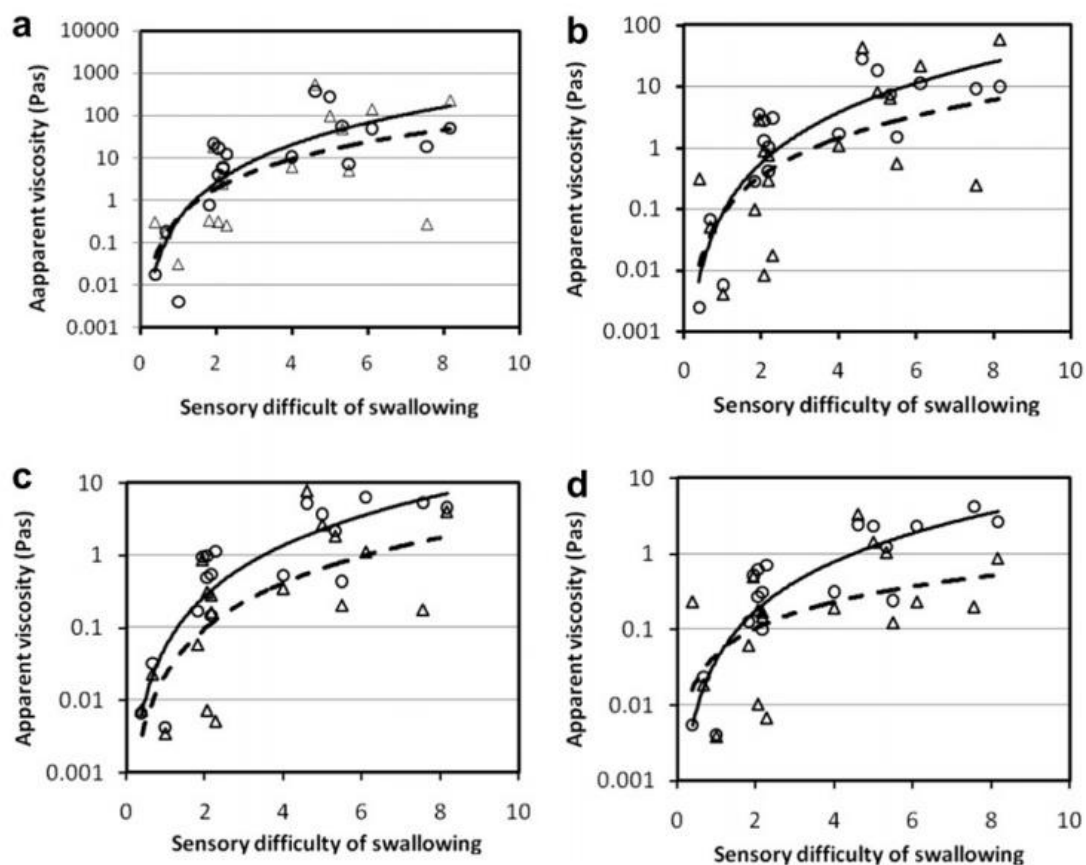 a
Aapparent viscosity (Pas)
10000
1000
100
10
1
0.1
0.01
0.001
0 2 4 6 8 10
Sensory difficult of swallowing
b
Apparent viscosity (Pas)
100
10
1
0.1
0.01
0.001
0 2 4 6 8 10
Sensory difficulty of swallowing
c
Apparent viscosity (Pas)
10
1
0.1
0.01
0.001
0 2 4 6 8 10
Sensory difficulty of swallowing
d
Apparent viscosity (Pas)
10
1
0.1
0.01
0.001
0 2 4 6 8 10
Sensory difficulty of swallowing